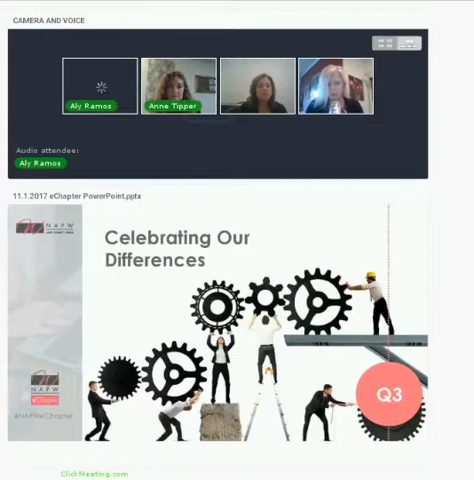 CAMERA AND VOICE
Aly Ramos
Anne Tipper
Audio attendee:
Aly Ramos
11.1.2017 eChapter PowerPoint.pptx
NAFW
Celebrating Our
Differences
NAFW
eChapter
#NAFWeChapter
Q3
ClickMeeting.com